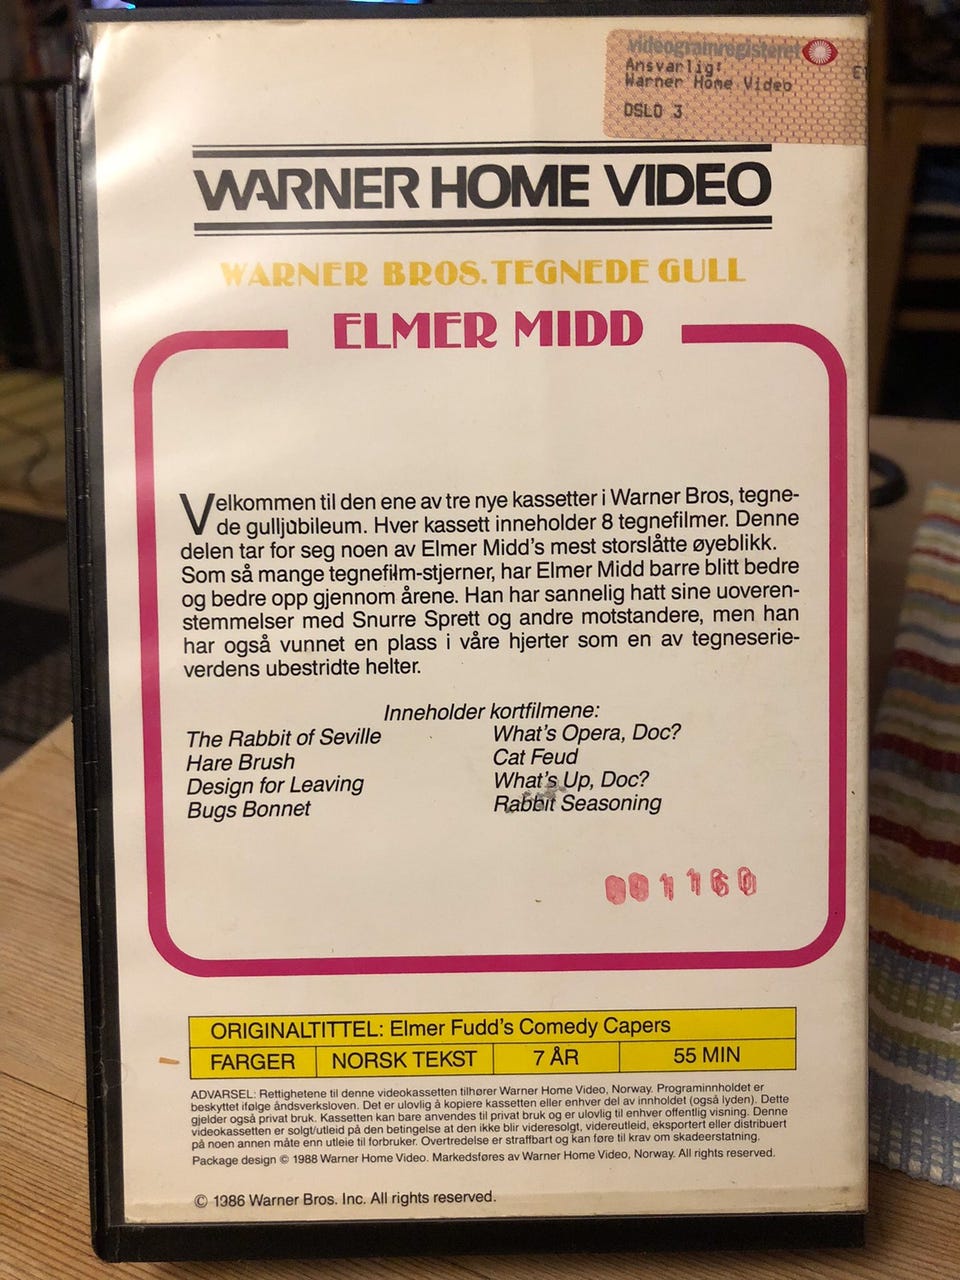 videogramregisteret
Ansvarlig:
Warner Home Video
OSLO 3
WARNER HOME VIDEO
WARNER BROS. TEGNEDE GULL
ELMER MIDD
Velkommen til den ene av tre nye kassetter i Warner Bros, tegne-
de gulljubileum. Hver kassett inneholder 8 tegnefilmer. Denne
delen tar for seg noen av Elmer Midd's mest storslåtte øyeblikk.
Som så mange tegnefilm-stjerner, har Elmer Midd barre blitt bedre
og bedre opp gjennom årene. Han har sannelig hatt sine uoveren-
stemmelser med Snurre Sprett og andre motstandere, men han
har også vunnet en plass i våre hjerter som en av tegneserie-
verdens ubestridte helter.
Inneholder kortfilmene:
The Rabbit of Seville
Hare Brush
Design for Leaving
Bugs Bonnet
What's Opera, Doc?
Cat Feud
What's Up, Doc?
Rabbit Seasoning
001160
ORIGINALTITTEL: Elmer Fudd's Comedy Capers
FARGER NORSK TEKST 7 ÅR 55 MIN
ADVARSEL: Rettighetene til denne videokassetten tilhører Warner Home Video, Norway. Programinnholdet er
beskyttet ifølge åndsverksloven. Det er ulovlig å kopiere kassetten eller enhver del av innholdet (også lyden). Dette
gjelder også privat bruk. Kassetten kan bare anvendes til privat bruk og er ulovlig til enhver offentlig visning. Denne
videokassetten er solgt/utleid på den betingelse at den ikke blir videresolgt, videreutleid, eksportert eller distribuert
på noen annen måte enn utleie til forbruker. Overtredelse er straffbart og kan føre til krav om skadeerstatning.
Package design © 1988 Warner Home Video. Markedsføres av Warner Home Video, Norway. All rights reserved.
© 1986 Warner Bros. Inc. All rights reserved.